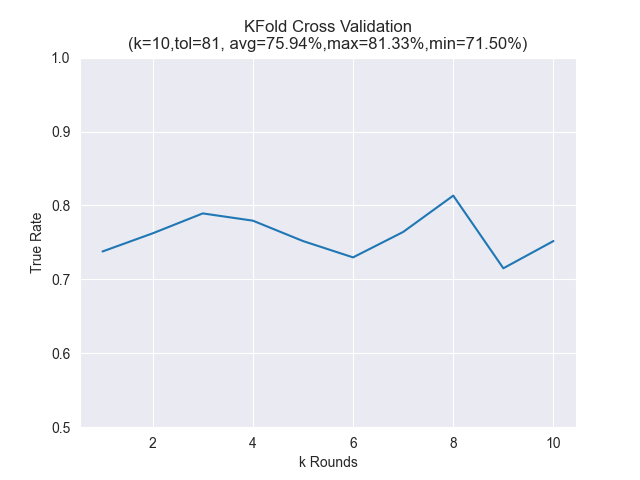 KFold Cross Validation
(k=10,tol=81, avg=75.94%,max=81.33%,min=71.50%)
1.0
0.9
0.8
0.7
0.6
0.5
True Rate
2 4 6 8 10
k Rounds